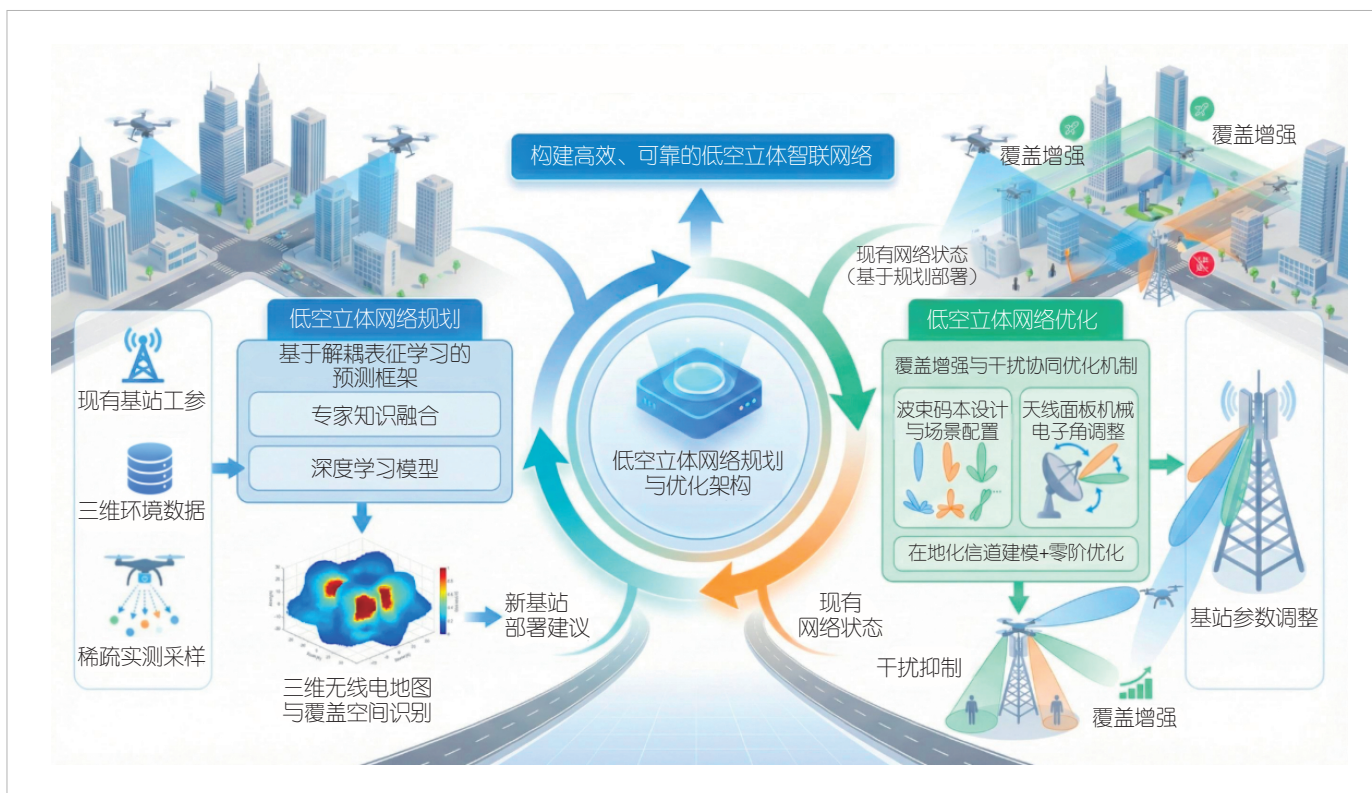 构建高效、可靠的低空立体智联网络
覆盖增强
覆盖增强
现有网络状态
（基于规划部署）
低空立体网络规划
基于解耦表征学习的
预测框架
专家知识融合
深度学习模型
现有基站工参
三维环境数据
稀疏实测采样
三维无线电地图
与覆盖空间识别
新基站
部署建议
低空立体网络规划
与优化架构
现有
网络状态
低空立体网络优化
覆盖增强与干扰协同优化机制
波束码本设计
与场景配置
天线面板机械
电子角调整
在地化信道建模+零阶优化
干扰抑制
覆盖增强
基站参数调整